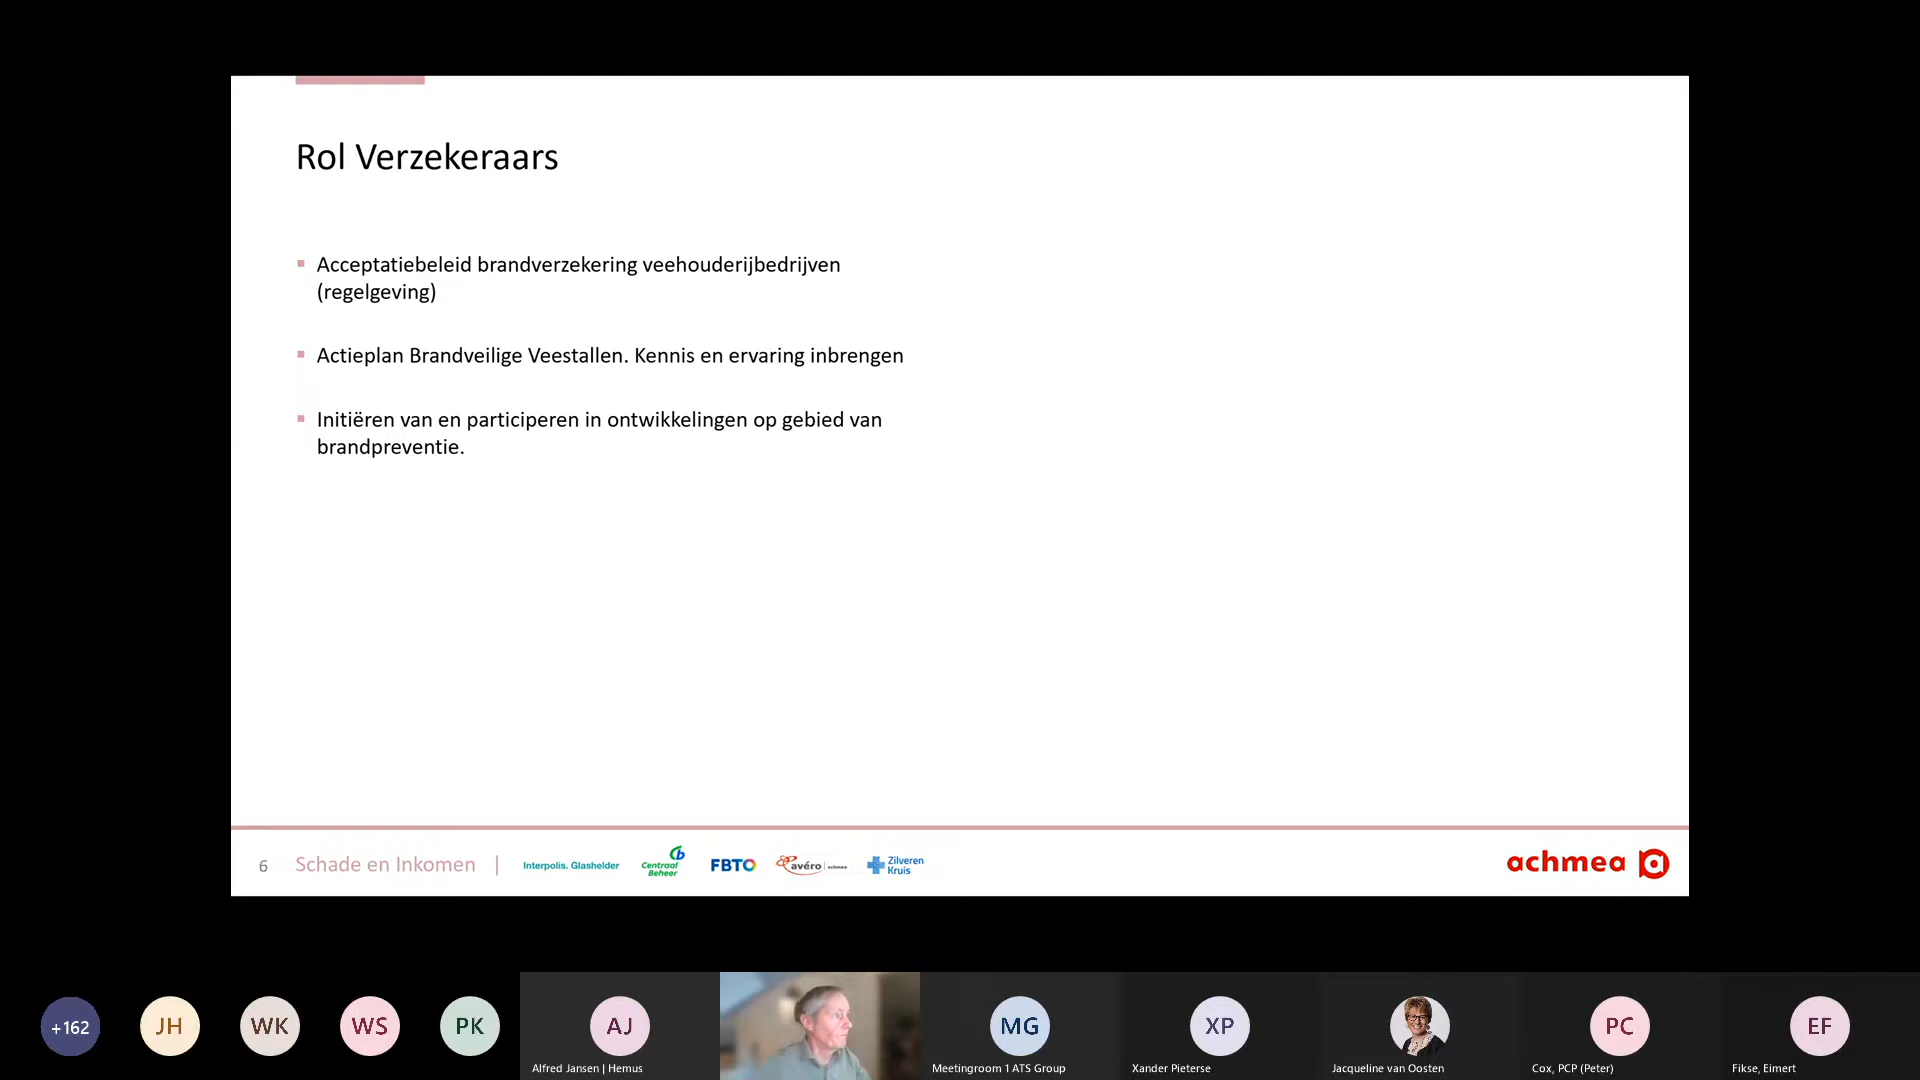 Rol Verzekeraars
Acceptatiebeleid brandverzekering veehouderijbedrijven
(regelgeving)
Actieplan Brandveilige Veestallen. Kennis en ervaring inbrengen
Initiëren van en participeren in ontwikkelingen op gebied van
brandpreventie.
6 Schade en Inkomen | Interpolis. Glashelder Centraal Beheer FBTO avéro achmea Zilveren Kruis achmea
+162 JH WK WS PK AJ MG XP PC EF
Alfred Jansen | Hemus Meetingroom 1 ATS Group Xander Pieterse Jacqueline van Oosten Cox, PCP (Peter) Fikse, Eimert